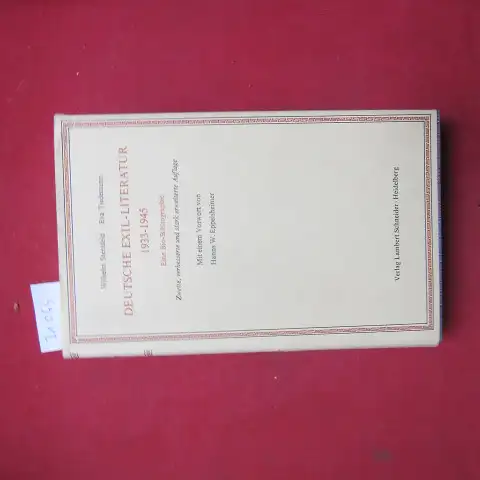 Wilhelm Sternfeld Eva Tiedemann
DEUTSCHE EXIL-LITERATUR
1933-1945
Eine Bio-Bibliographie
Zweite, verbesserte und stark erweiterte Auflage
Mit einem Vorwort von
Hanns W. Eppelsheimer
Verlag Lambert Schneider · Heidelberg